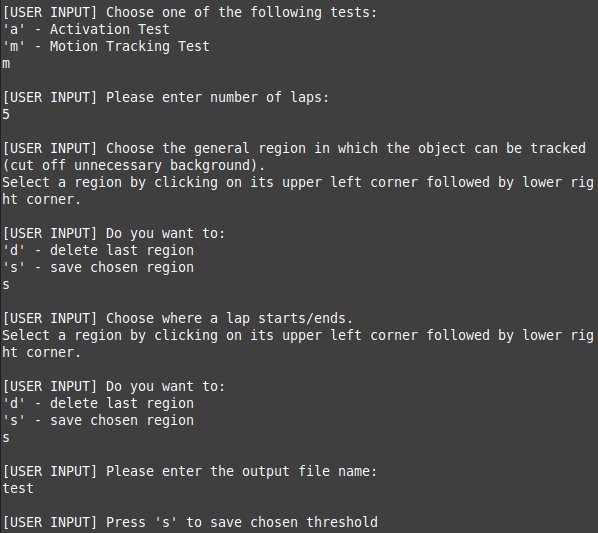 [USER INPUT] Choose one of the following tests:
'a' - Activation Test
'm' - Motion Tracking Test
m
[USER INPUT] Please enter number of laps:
5
[USER INPUT] Choose the general region in which the object can be tracked
(cut off unnecessary background).
Select a region by clicking on its upper left corner followed by lower rig
ht corner.
[USER INPUT] Do you want to:
'd' - delete last region
's' - save chosen region
s
[USER INPUT] Choose where a lap starts/ends.
Select a region by clicking on its upper left corner followed by lower rig
ht corner.
[USER INPUT] Do you want to:
'd' - delete last region
's' - save chosen region
s
[USER INPUT] Please enter the output file name:
test
[USER INPUT] Press 's' to save chosen threshold